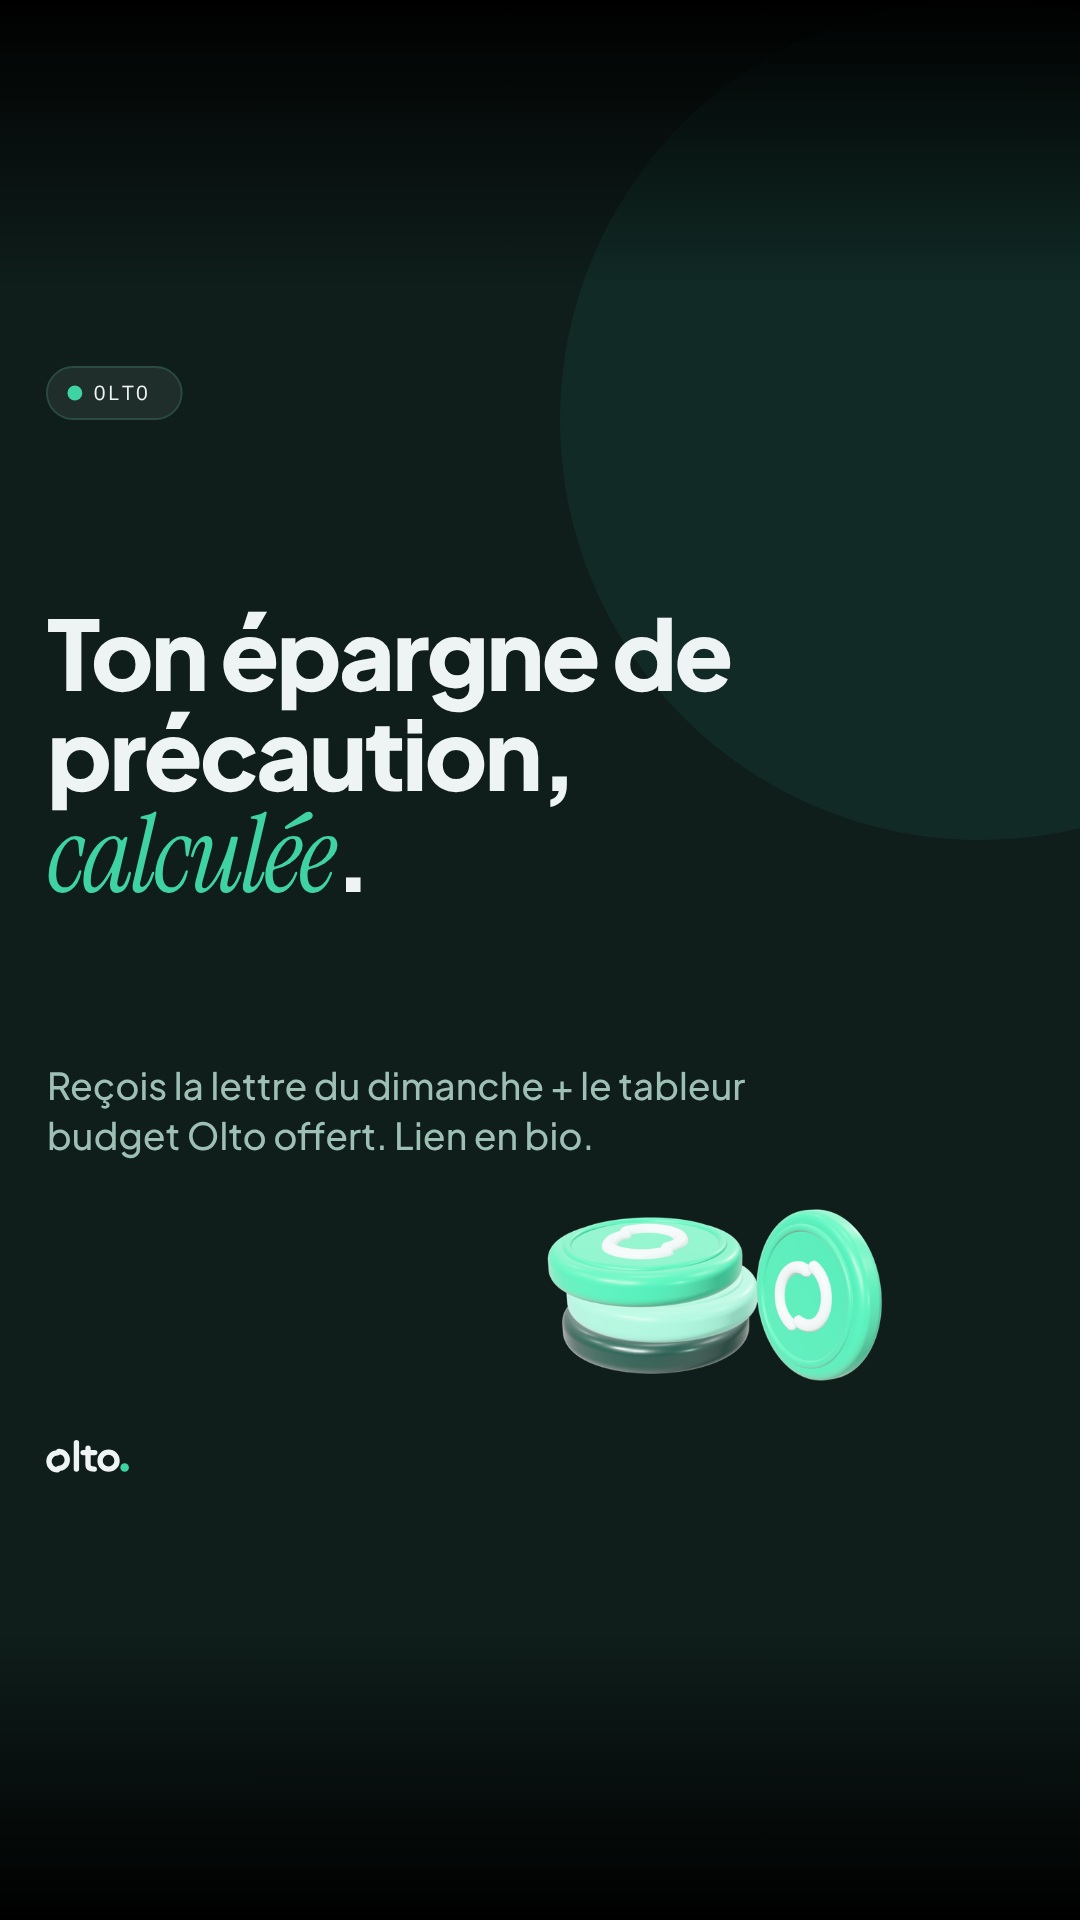 OLTO
Ton épargne de
précaution,
calculée.
Reçois la lettre du dimanche + le tableur
budget Olto offert. Lien en bio.
olto.